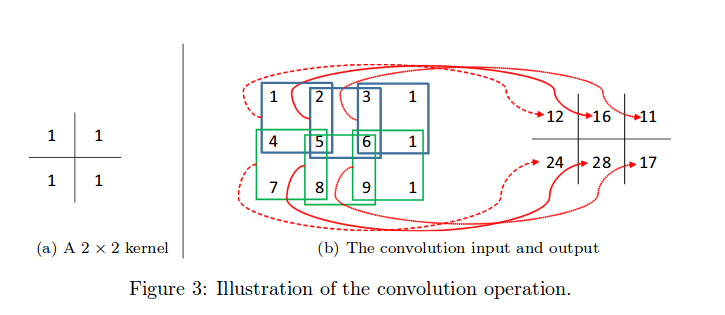 1 2 3 1
12 16 11
1 1
4 5 6 1
24 28 17
1 1
7 8 9 1
(a) A 2 × 2 kernel
(b) The convolution input and output
Figure 3: Illustration of the convolution operation.